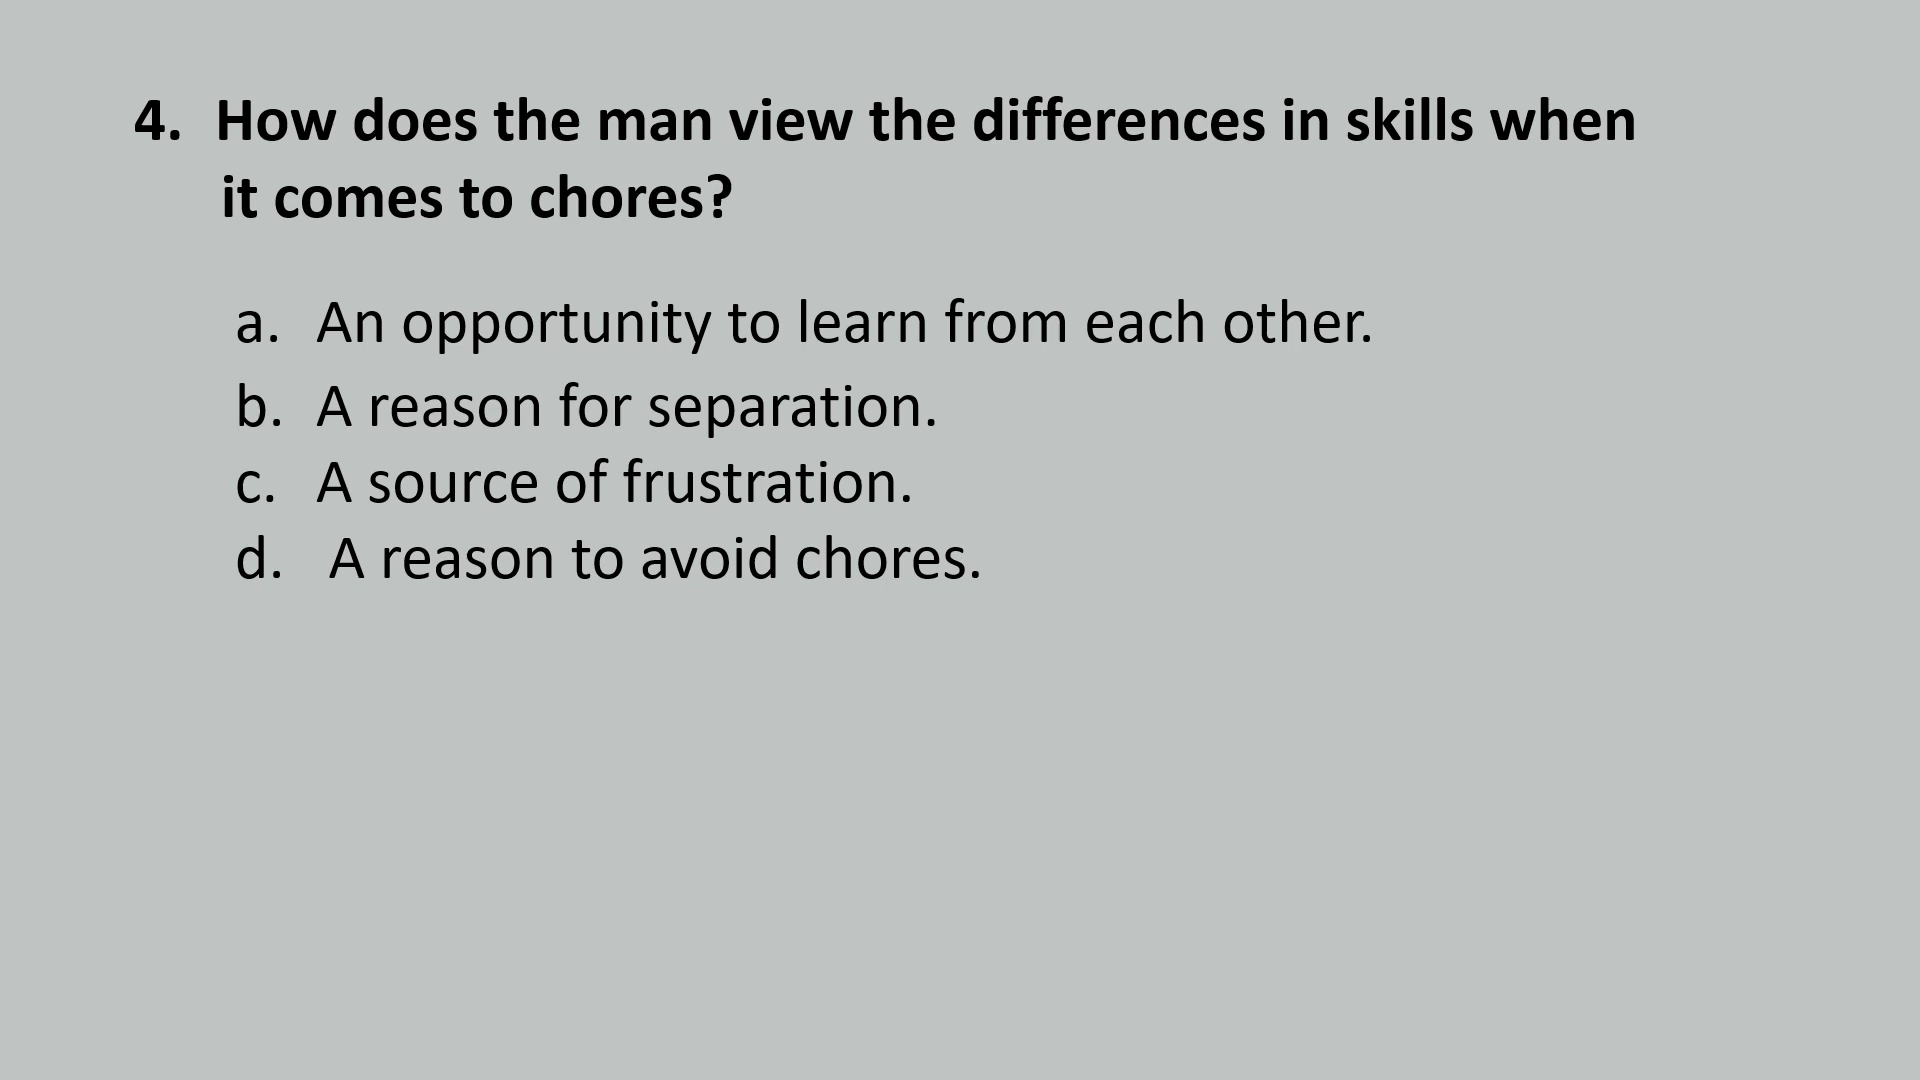 4. How does the man view the differences in skills when
it comes to chores?
a. An opportunity to learn from each other.
b. A reason for separation.
c. A source of frustration.
d. A reason to avoid chores.